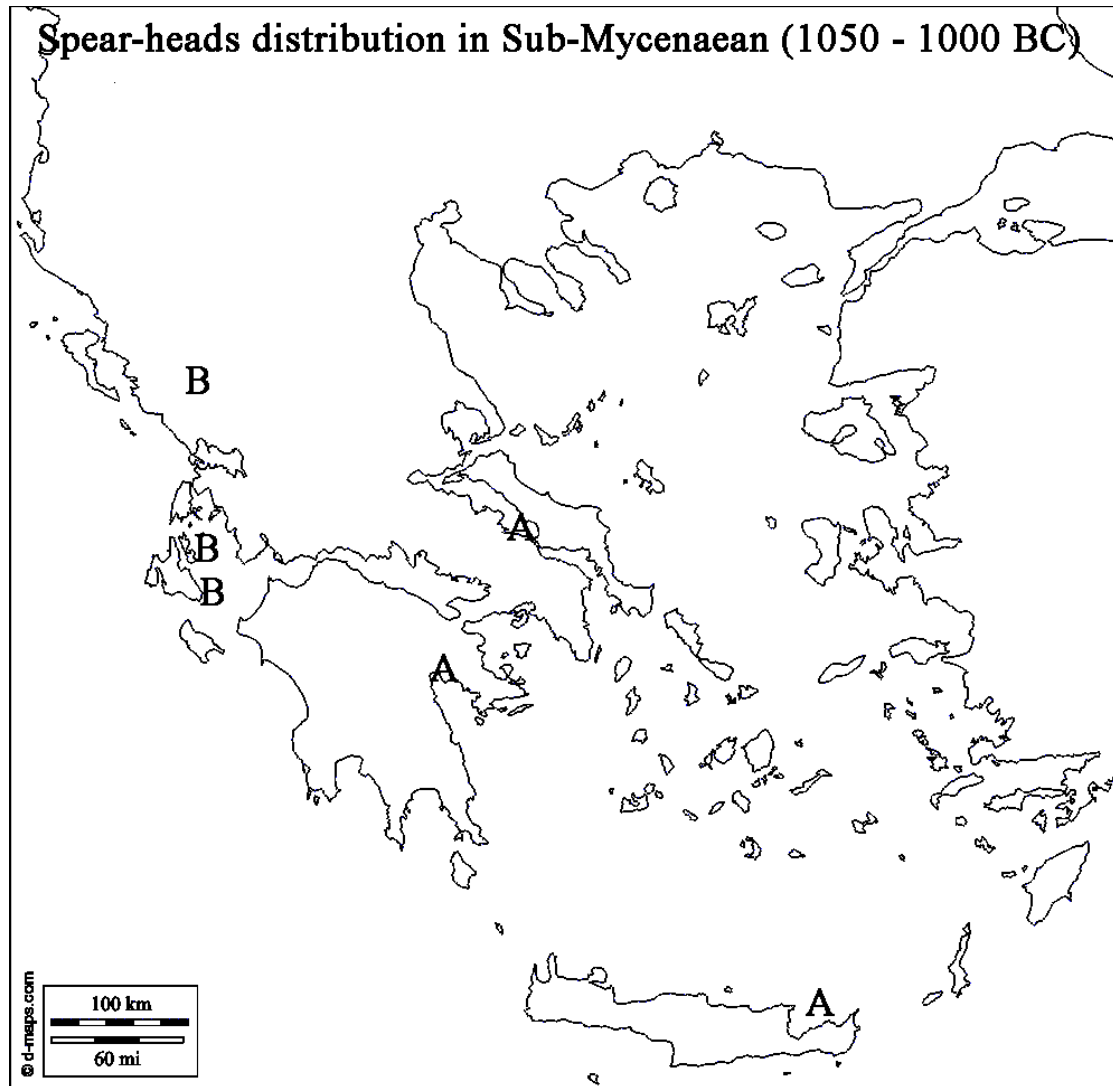 Spear-heads distribution in Sub-Mycenaean (1050 - 1000 BC)
B
A
B
B
A
A
100 km
60 mi
© d-maps.com